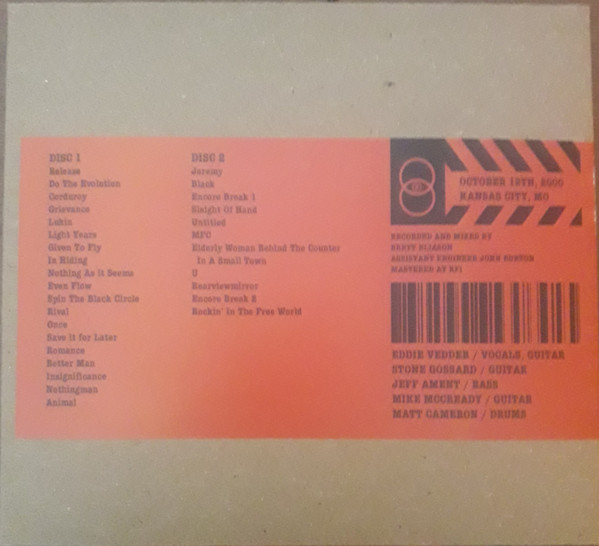 DISC 1
Release
Do The Evolution
Corduroy
Grievance
Lukin
Light Years
Given To Fly
In Hiding
Nothing As it Seems
Even Flow
Spin The Black Circle
Rival
Once
Save it for Later
Romance
Better Man
Insignificance
Nothingman
Animal
DISC 2
Jeremy
Black
Encore Break 1
Sleight Of Hand
Untitled
MFC
Elderly Woman Behind The Counter
In A Small Town
U
Rearviewmirror
Encore Break 2
Rockin' In The Free World
OCTOBER 12TH, 2000
KANSAS CITY, MO
RECORDED AND MIXED BY
BRETT ELIASON
ASSISTANT ENGINEER JOHN BURTON
MASTERED AT RFI
EDDIE VEDDER / VOCALS, GUITAR
STONE GOSSARD / GUITAR
JEFF AMENT / BASS
MIKE MCCREADY / GUITAR
MATT CAMERON / DRUMS